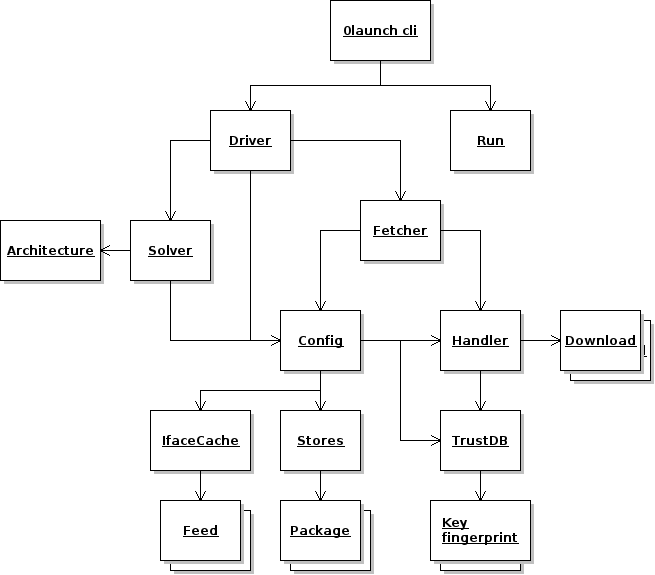 0launch cli
Driver
Run
Fetcher
Architecture
Solver
Config
Handler
Download
IfaceCache
Stores
TrustDB
Feed
Package
Key
fingerprint